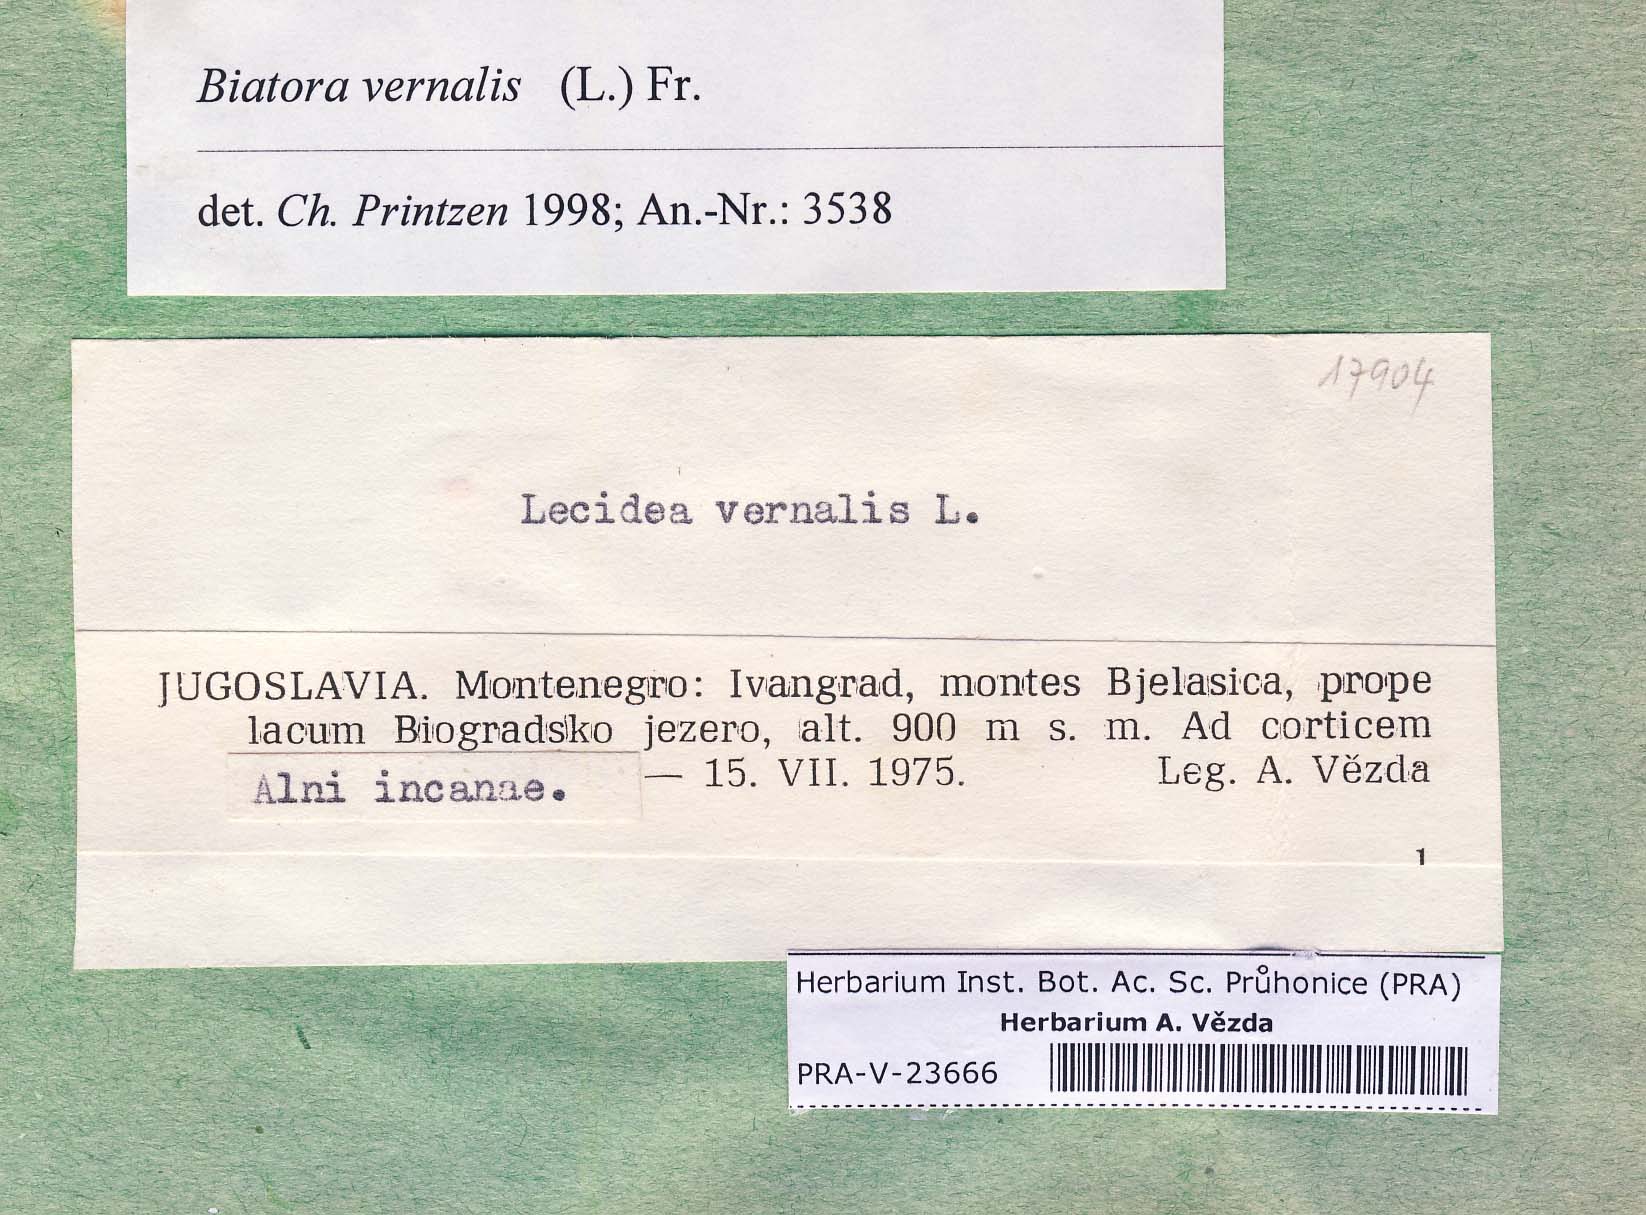 Biatora vernalis (L.) Fr.
det. Ch. Printzen 1998; An.-Nr.: 3538
17904
Lecidea vernalis L.
JUGOSLAVIA. Montenegro: Ivangrad, montes Bjelasica, prope
lacum Biogradsko jezero, alt. 900 m s. m. Ad corticem
Alni incanae. — 15. VII. 1975. Leg. A. Vězda
1
Herbarium Inst. Bot. Ac. Sc. Průhonice (PRA)
Herbarium A. Vězda
PRA-V-23666